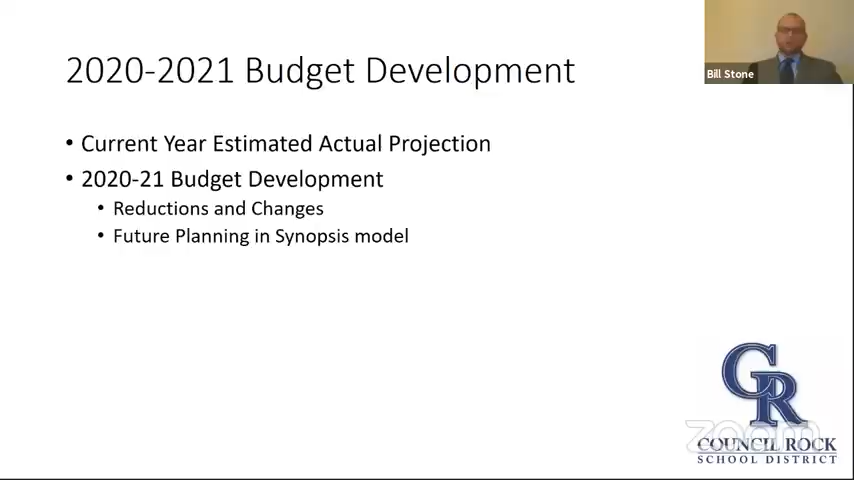 2020-2021 Budget Development
Bill Stone
• Current Year Estimated Actual Projection
• 2020-21 Budget Development
• Reductions and Changes
• Future Planning in Synopsis model
CR
zoom
COUNCIL ROCK
SCHOOL DISTRICT